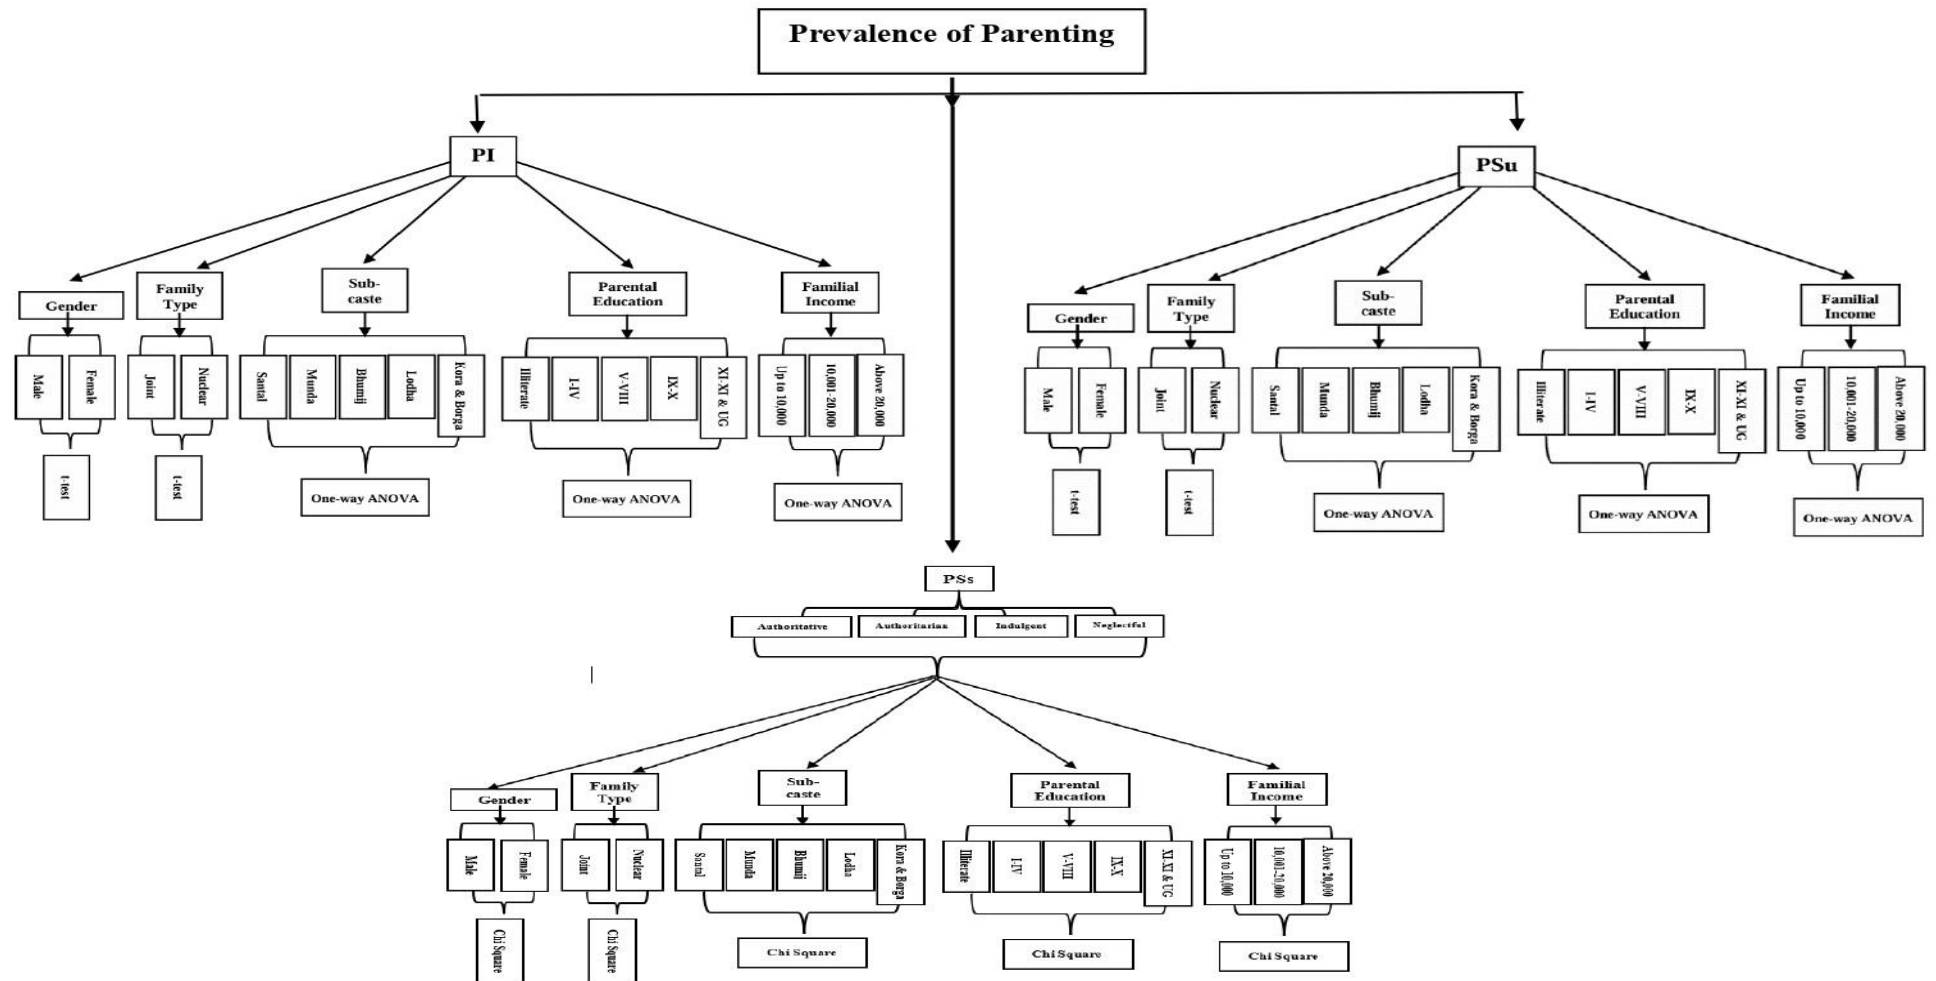 Prevalence of Parenting
PI
PSu
Gender
Family
Type
Sub-
caste
Parental
Education
Familial
Income
Male
Female
Joint
Nuclear
Santal
Munda
Bhumij
Lodha
Kora & Borga
Illiterate
I-IV
V-VIII
IX-X
XI-XI & UG
Up to 10,000
10,001-20,000
Above 20,000
t-test
t-test
One-way ANOVA
One-way ANOVA
One-way ANOVA
Gender
Family
Type
Sub-
caste
Parental
Education
Familial
Income
Male
Female
Joint
Nuclear
Santal
Munda
Bhumij
Lodha
Kora & Borga
Illiterate
I-IV
V-VIII
IX-X
XI-XI & UG
Up to 10,000
10,001-20,000
Above 20,000
t-test
t-test
One-way ANOVA
One-way ANOVA
One-way ANOVA
PSs
Authoritative
Authoritarian
Indulgent
Neglectful
Gender
Family
Type
Sub-
caste
Parental
Education
Familial
Income
Male
Female
Joint
Nuclear
Santal
Munda
Bhumij
Lodha
Kora & Borga
Illiterate
I-IV
V-VIII
IX-X
XI-XI & UG
Up to 10,000
10,001-20,000
Above 20,000
Chi Square
Chi Square
Chi Square
Chi Square
Chi Square